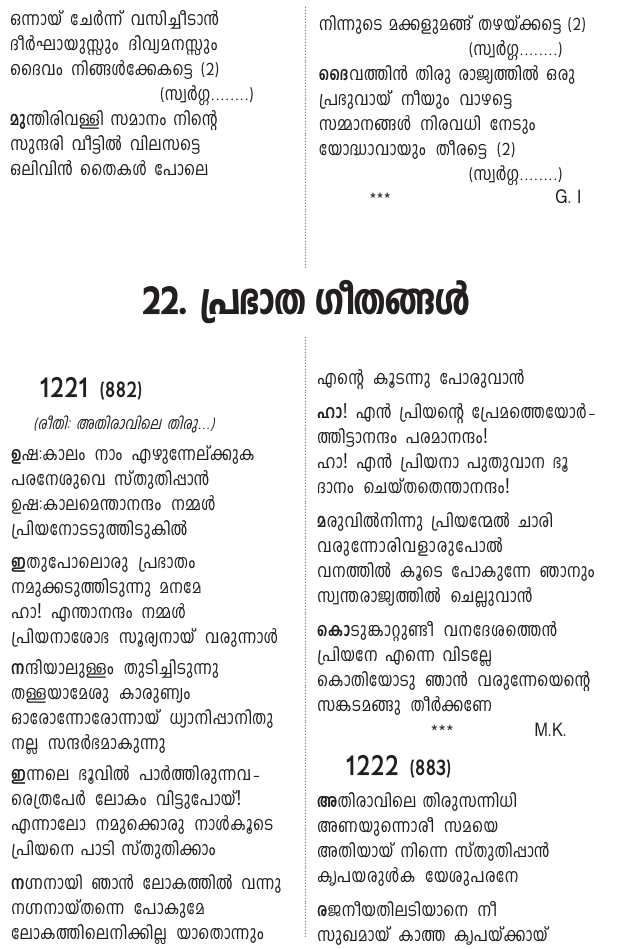 ഒന്നായ് ചേർന്ന് വസിച്ചീടാൻ
ദീർഘായുസ്സും ദിവ്യമനസ്സും
ദൈവം നിങ്ങൾക്കേകട്ടെ (2)
(സ്വർഗ്ഗ........)
മുന്തിരിവള്ളി സമാനം നിന്റെ
സുന്ദരി വീട്ടിൽ വിലസട്ടെ
ഒലിവിൻ തൈകൾ പോലെ
നിന്നുടെ മക്കളുമങ്ങ് തഴയ്ക്കട്ടെ (2)
(സ്വർഗ്ഗ........)
ദൈവത്തിൻ തിരു രാജ്യത്തിൽ ഒരു
പ്രഭുവായ് നീയും വാഴട്ടെ
സമ്മാനങ്ങൾ നിരവധി നേടും
യോദ്ധാവായും തീരട്ടെ (2)
(സ്വർഗ്ഗ........)
*** G. I
22. പ്രഭാത ഗീതങ്ങൾ
1221 (882)
(രീതി: അതിരാവിലെ തിരു...)
ഉഷഃകാലം നാം എഴുന്നേല്ക്കുക
പരനേശുവെ സ്തുതിപ്പാൻ
ഉഷഃകാലമെന്താനന്ദം നമ്മൾ
പ്രിയനോടടുത്തിടുകിൽ
ഇതുപോലൊരു പ്രഭാതം
നമുക്കടുത്തിടുന്നു മനമേ
ഹാ! എന്താനന്ദം നമ്മൾ
പ്രിയനാശോഭ സൂര്യനായ് വരുന്നാൾ
നന്ദിയാലുള്ളം തുടിച്ചിടുന്നു
തള്ളയാമേശു കാരുണ്യം
ഓരോന്നോരോന്നായ് ധ്യാനിപ്പാനിതു
നല്ല സന്ദർഭമാകുന്നു
ഇന്നലെ ഭൂവിൽ പാർത്തിരുന്നവ-
രെത്രപേർ ലോകം വിട്ടുപോയ്!
എന്നാലോ നമുക്കൊരു നാൾകൂടെ
പ്രിയനെ പാടി സ്തുതിക്കാം
നഗ്നനായി ഞാൻ ലോകത്തിൽ വന്നു
നഗ്നനായ്തന്നെ പോകുമേ
ലോകത്തിലെനിക്കില്ല യാതൊന്നും
എന്റെ കൂടന്നു പോരുവാൻ
ഹാ! എൻ പ്രിയന്റെ പ്രേമത്തെയോർ-
ത്തിട്ടാനന്ദം പരമാനന്ദം!
ഹാ! എൻ പ്രിയനാ പുതുവാന ഭൂ
ദാനം ചെയ്തതെന്താനന്ദം!
മരുവിൽനിന്നു പ്രിയന്മേൽ ചാരി
വരുന്നോരിവളാരുപോൽ
വനത്തിൽ കൂടെ പോകുന്നേ ഞാനും
സ്വന്തരാജ്യത്തിൽ ചെല്ലുവാൻ
കൊടുങ്കാറ്റുണ്ടീ വനദേശത്തെൻ
പ്രിയനേ എന്നെ വിടല്ലേ
കൊതിയോടു ഞാൻ വരുന്നേയെന്റെ
സങ്കടമങ്ങു തീർക്കണേ
*** M.K.
1222 (883)
അതിരാവിലെ തിരുസന്നിധി
അണയുന്നൊരീ സമയെ
അതിയായ് നിന്നെ സ്തുതിപ്പാൻ
കൃപയരുൾക യേശുപരനേ
രജനീയതിലടിയാനെ നീ
സുഖമായ് കാത്ത കൃപയ്ക്കായ്